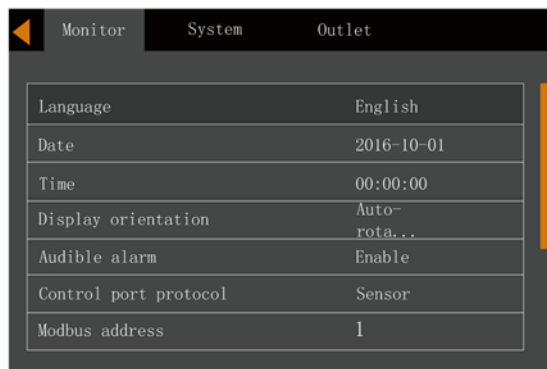 Monitor System Outlet
Language English
Date 2016-10-01
Time 00:00:00
Display orientation Auto-
rota...
Audible alarm Enable
Control port protocol Sensor
Modbus address 1